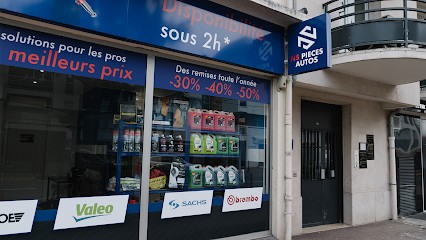 Disponibilité
sous 2h*
solutions pour les pros
meilleurs prix
Des remises toute l'année
-30% -40% -50%
PIECES
AUTOS
Valeo
SACHS
brembo